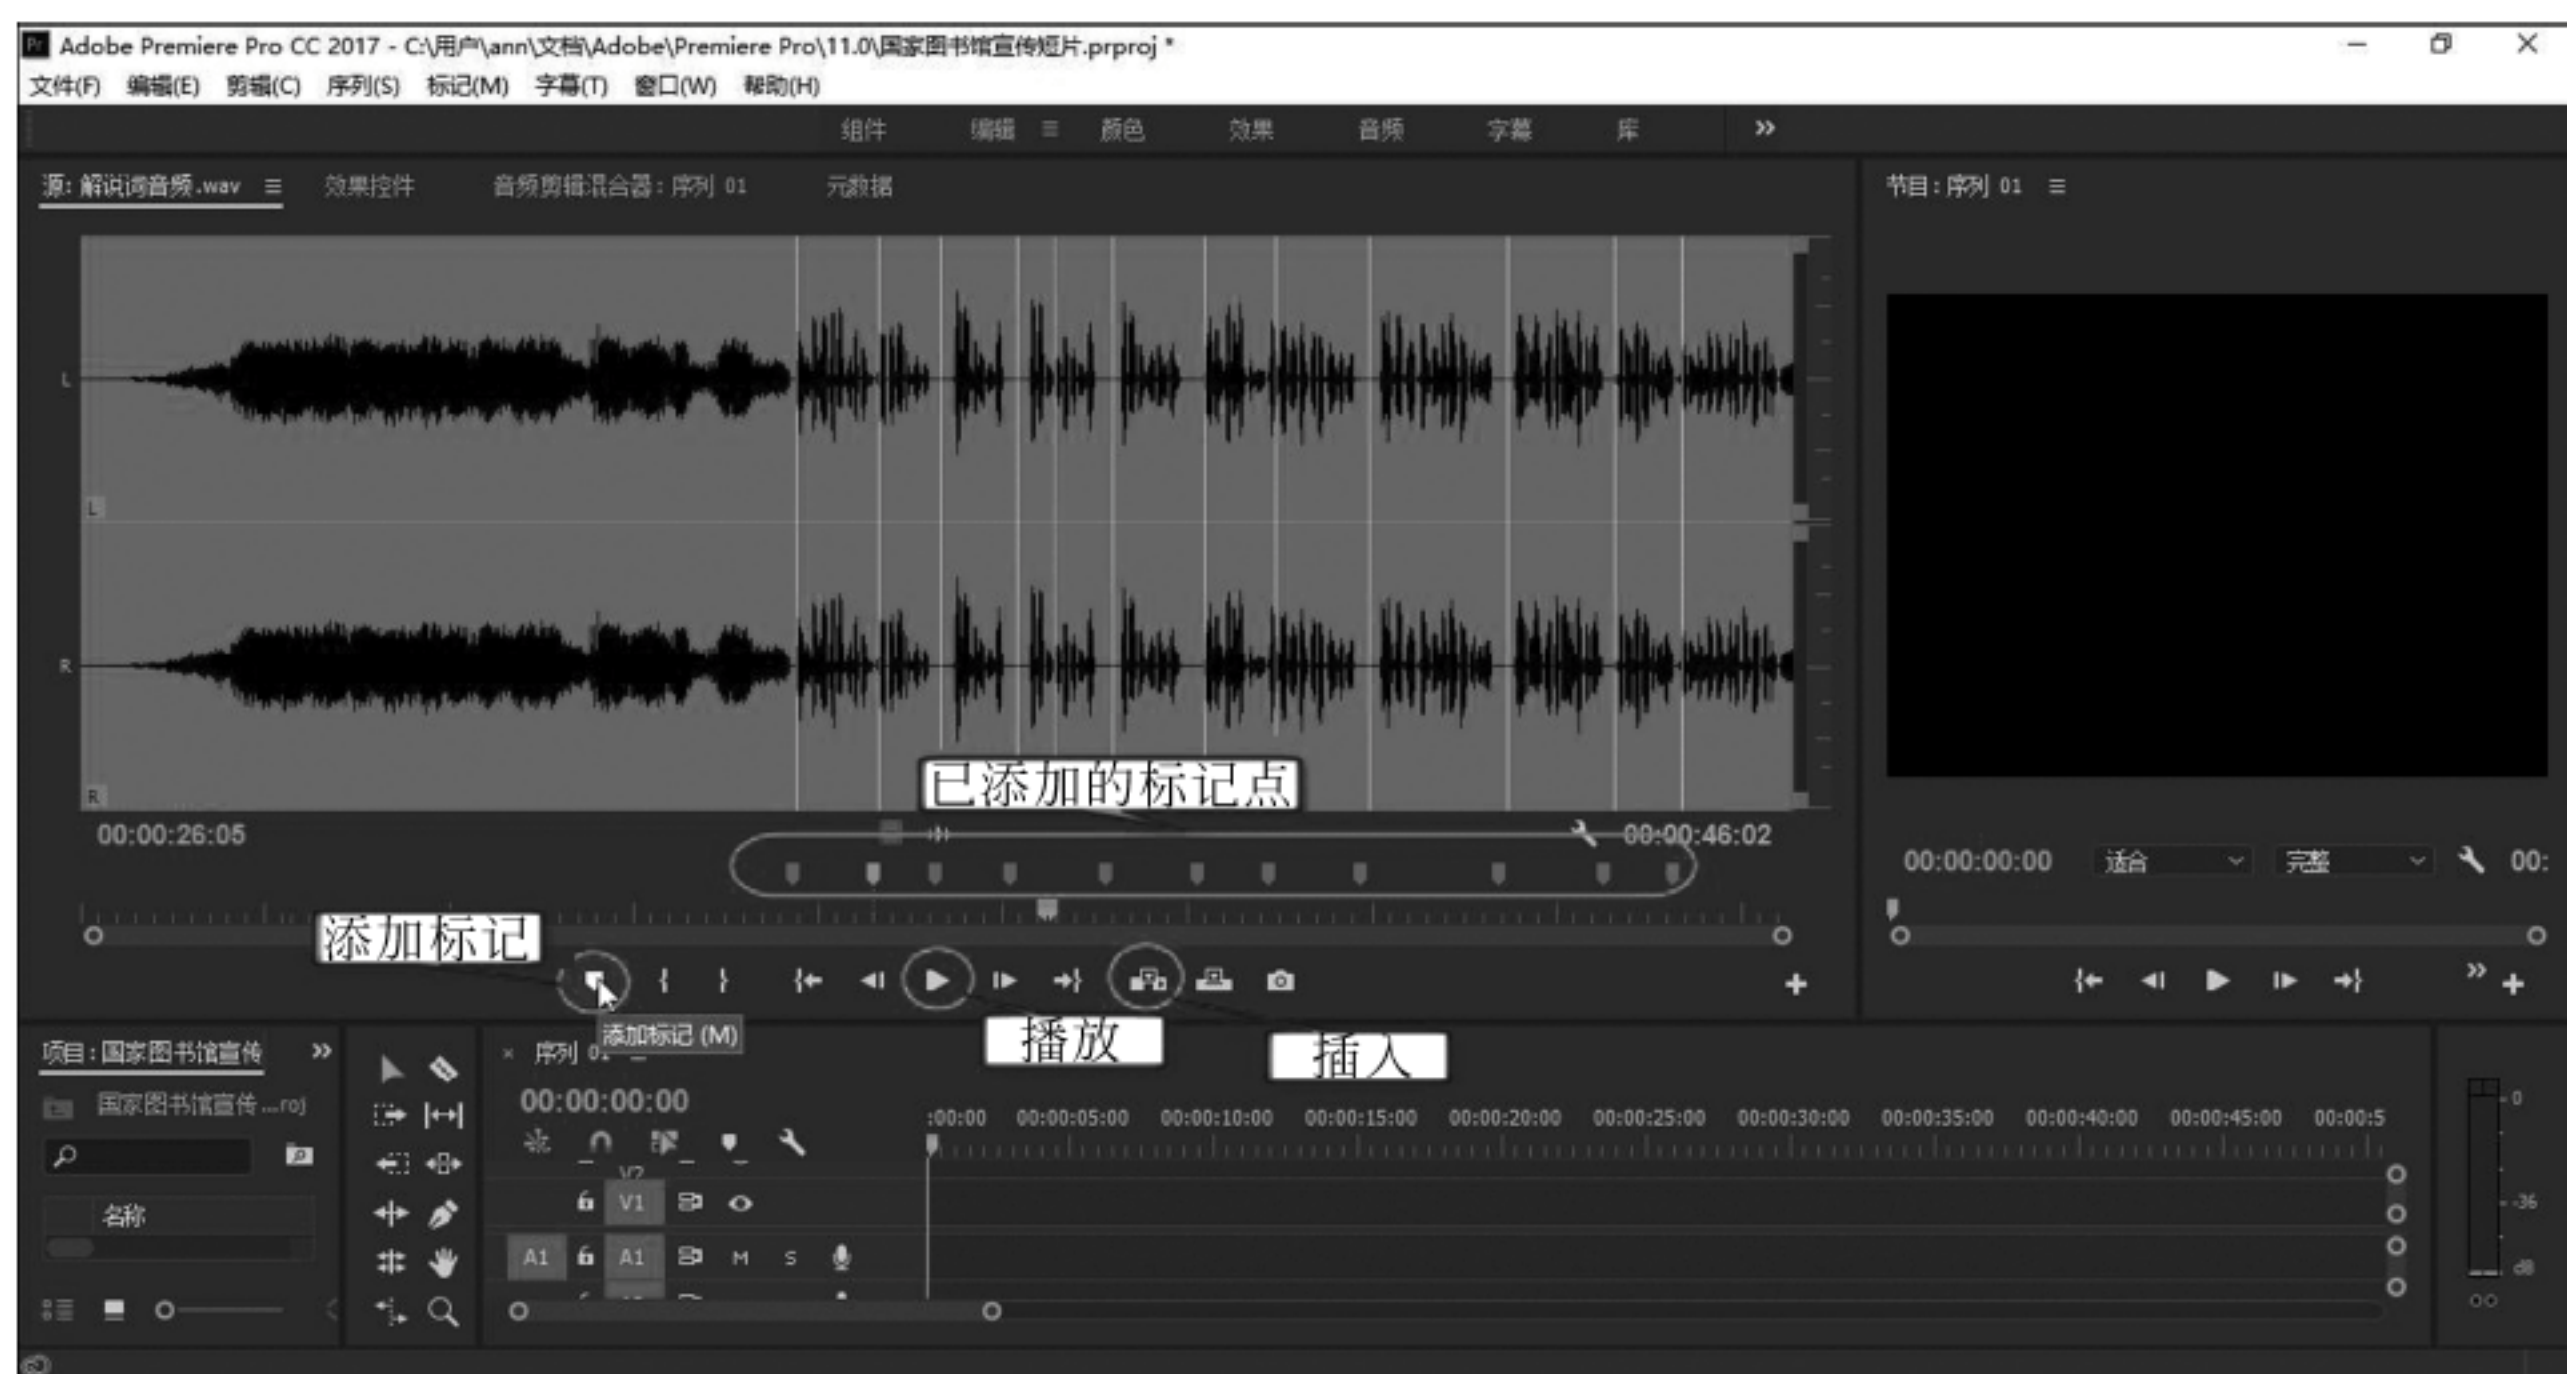 Adobe Premiere Pro CC 2017 - C:\用户\ann\文档\Adobe\Premiere Pro\11.0\国家图书馆宣传短片.prproj *
文件(F) 编辑(E) 剪辑(C) 序列(S) 标记(M) 字幕(T) 窗口(W) 帮助(H)
组件 编辑 颜色 效果 音频 字幕 库
源: 解说词音频.wav 效果控件 音频剪辑混合器: 序列 01 元数据
节目: 序列 01
L
L
R
R
已添加的标记点
00:00:26:05
00:00:46:02
00:00:00:00 适合 完整 00:
添加标记
添加标记 (M)
播放
插入
项目: 国家图书馆宣传
国家图书馆宣传...roj
名称
× 序列
00:00:00:00
:00:00 00:00:05:00 00:00:10:00 00:00:15:00 00:00:20:00 00:00:25:00 00:00:30:00 00:00:35:00 00:00:40:00 00:00:45:00 00:00:5
V1
A1 A1 M S
0
-36
dB